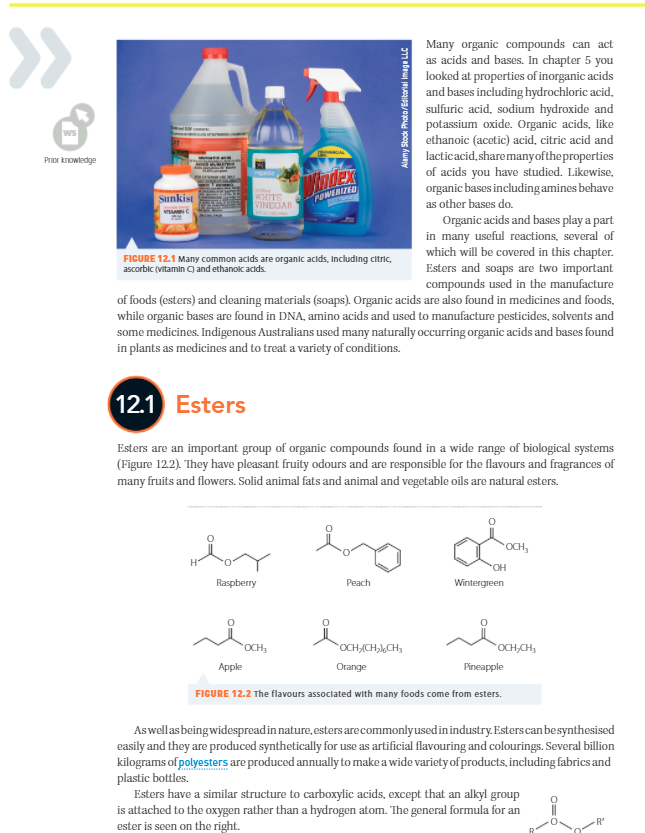 Many organic compounds can act
as acids and bases. In chapter 5 you
looked at properties of inorganic acids
and bases including hydrochloric acid,
sulfuric acid, sodium hydroxide and
potassium oxide. Organic acids, like
ethanoic (acetic) acid, citric acid and
lactic acid, share many of the properties
of acids you have studied. Likewise,
organic bases including amines behave
as other bases do.
Organic acids and bases play a part
in many useful reactions, several of
which will be covered in this chapter.
Esters and soaps are two important
compounds used in the manufacture
of foods (esters) and cleaning materials (soaps). Organic acids are also found in medicines and foods,
while organic bases are found in DNA, amino acids and used to manufacture pesticides, solvents and
some medicines. Indigenous Australians used many naturally occurring organic acids and bases found
in plants as medicines and to treat a variety of conditions.
ws
Prior knowledge
Alamy Stock Photo/Editorial Image LLC
Sunkist
VITAMIN C
MURIATIC ACID
organic
WHITE
VINEGAR
Windex
POWERIZED
FIGURE 12.1 Many common acids are organic acids, including citric,
ascorbic (vitamin C) and ethanoic acids.
12.1 Esters
Esters are an important group of organic compounds found in a wide range of biological systems
(Figure 12.2). They have pleasant fruity odours and are responsible for the flavours and fragrances of
many fruits and flowers. Solid animal fats and animal and vegetable oils are natural esters.
O
H
O
Raspberry
O
O
Peach
O
OCH₃
OH
Wintergreen
O
OCH₃
Apple
O
OCH₂(CH₂)₆CH₃
Orange
O
OCH₂CH₃
Pineapple
FIGURE 12.2 The flavours associated with many foods come from esters.
As well as being widespread in nature, esters are commonly used in industry. Esters can be synthesised
easily and they are produced synthetically for use as artificial flavouring and colourings. Several billion
kilograms of polyesters are produced annually to make a wide variety of products, including fabrics and
plastic bottles.
Esters have a similar structure to carboxylic acids, except that an alkyl group
is attached to the oxygen rather than a hydrogen atom. The general formula for an
ester is seen on the right.
O
R O O R′